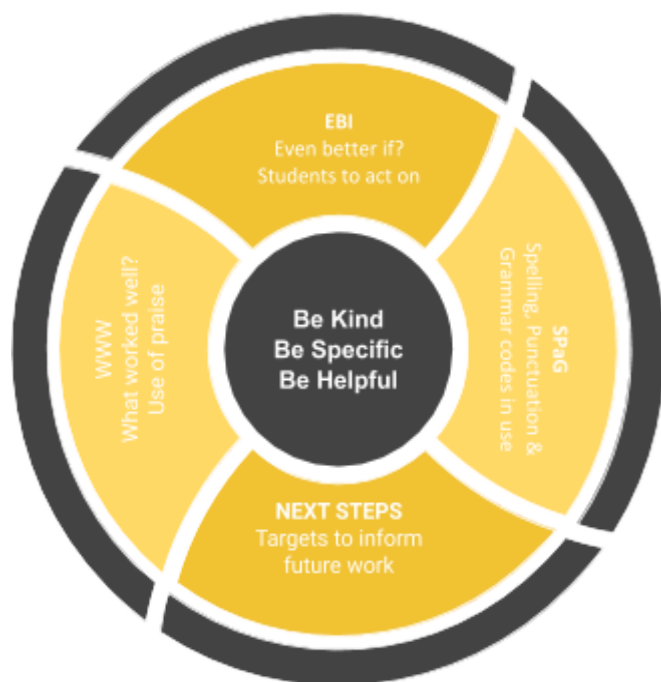 EBI
Even better if?
Students to act on
SPaG
Spelling, Punctuation &
Grammar codes in use
NEXT STEPS
Targets to inform
future work
WWW
What worked well?
Use of praise
Be Kind
Be Specific
Be Helpful